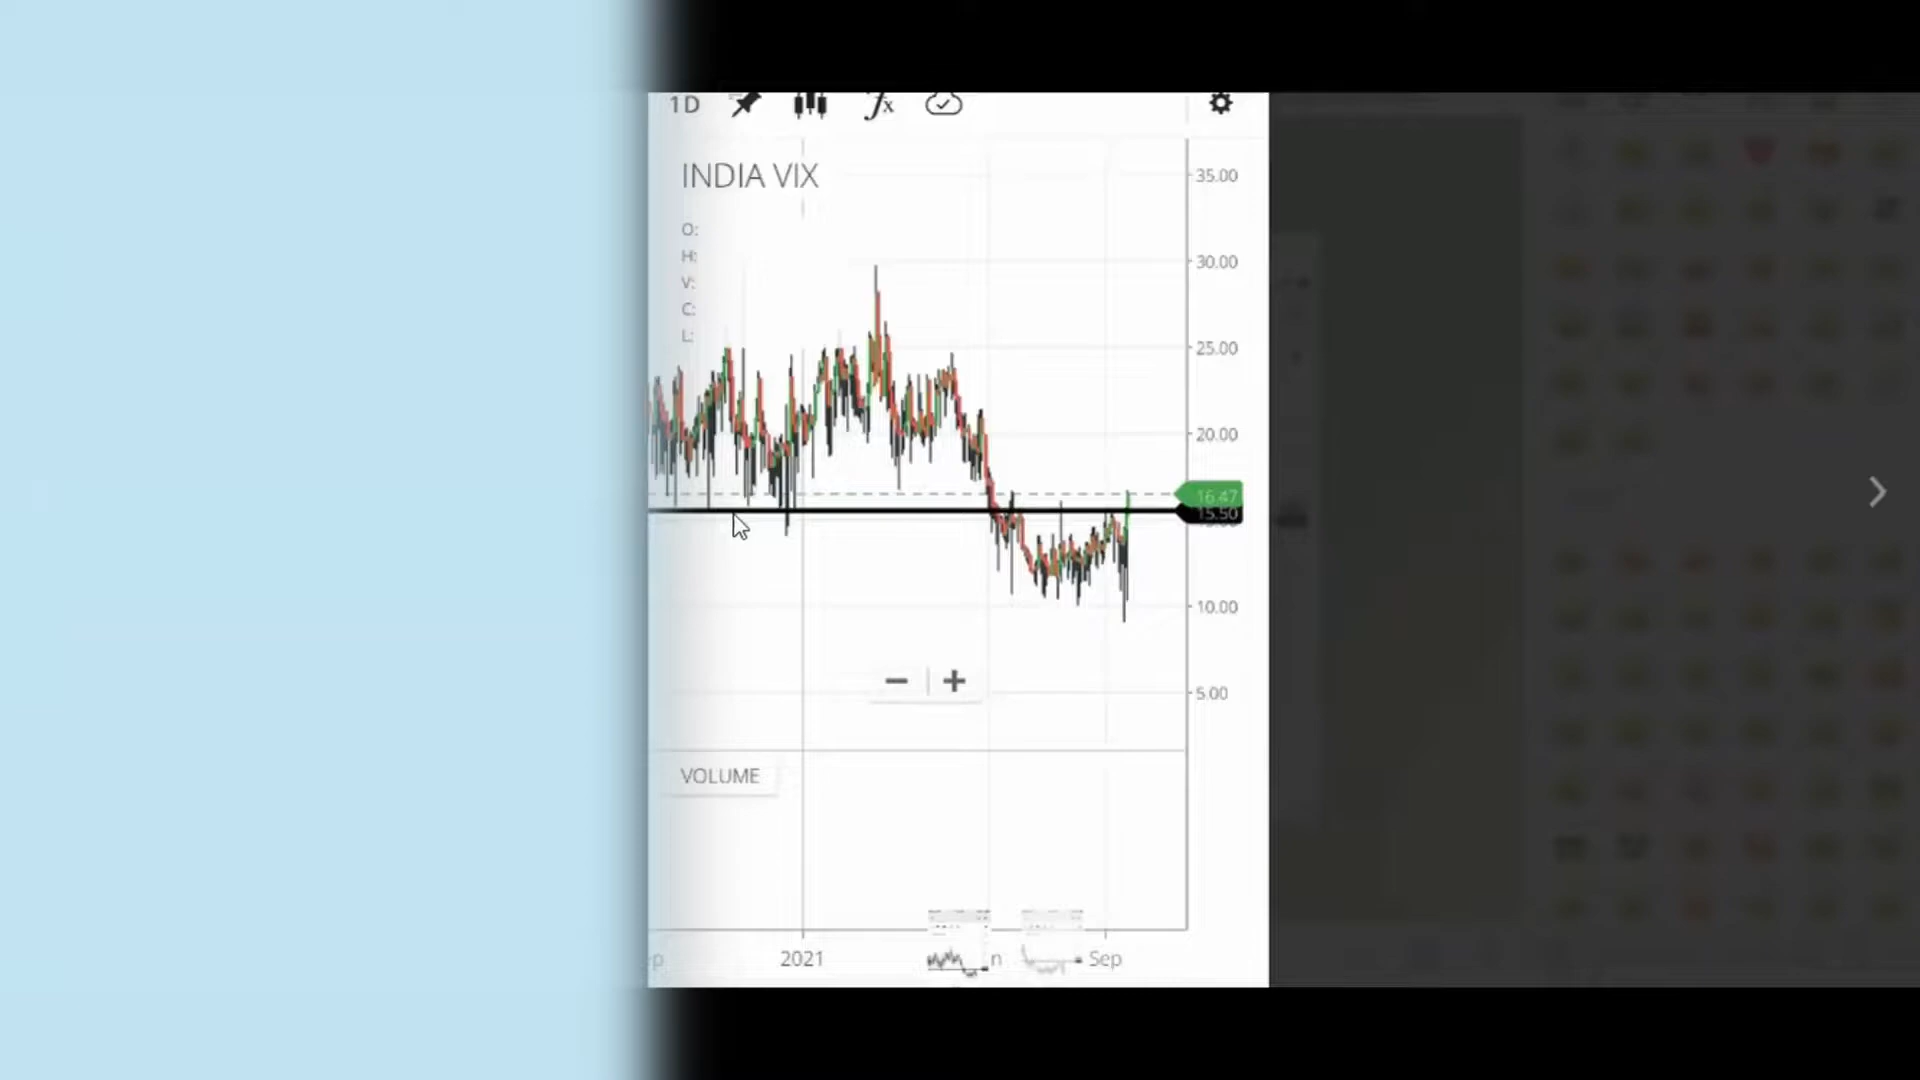 1D
INDIA VIX
O:
H:
V:
C:
L:
35.00
30.00
25.00
20.00
16.47
15.50
10.00
5.00
VOLUME
2021
Sep